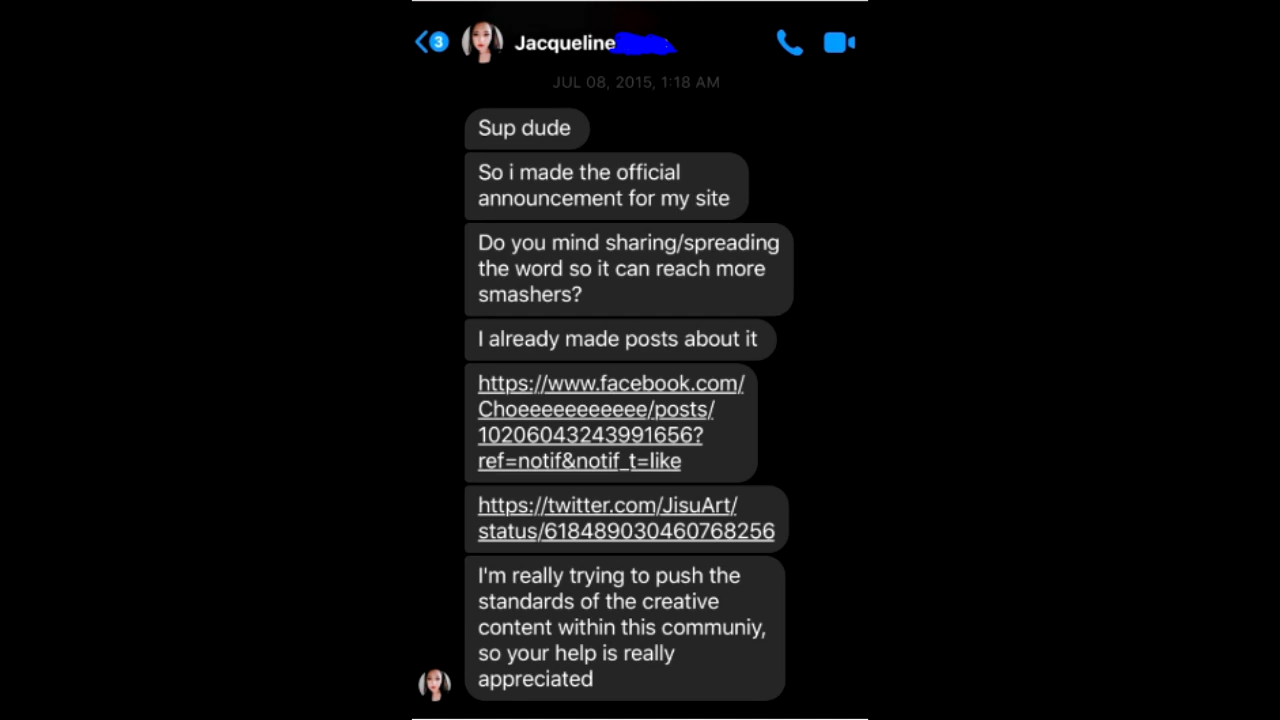 3
Jacqueline
JUL 08, 2015, 1:18 AM
Sup dude
So i made the official
announcement for my site
Do you mind sharing/spreading
the word so it can reach more
smashers?
I already made posts about it
https://www.facebook.com/
Choeeeeeeeeeee/posts/
10206043243991656?
ref=notif&notif_t=like
https://twitter.com/JisuArt/
status/618489030460768256
I'm really trying to push the
standards of the creative
content within this communiy,
so your help is really
appreciated